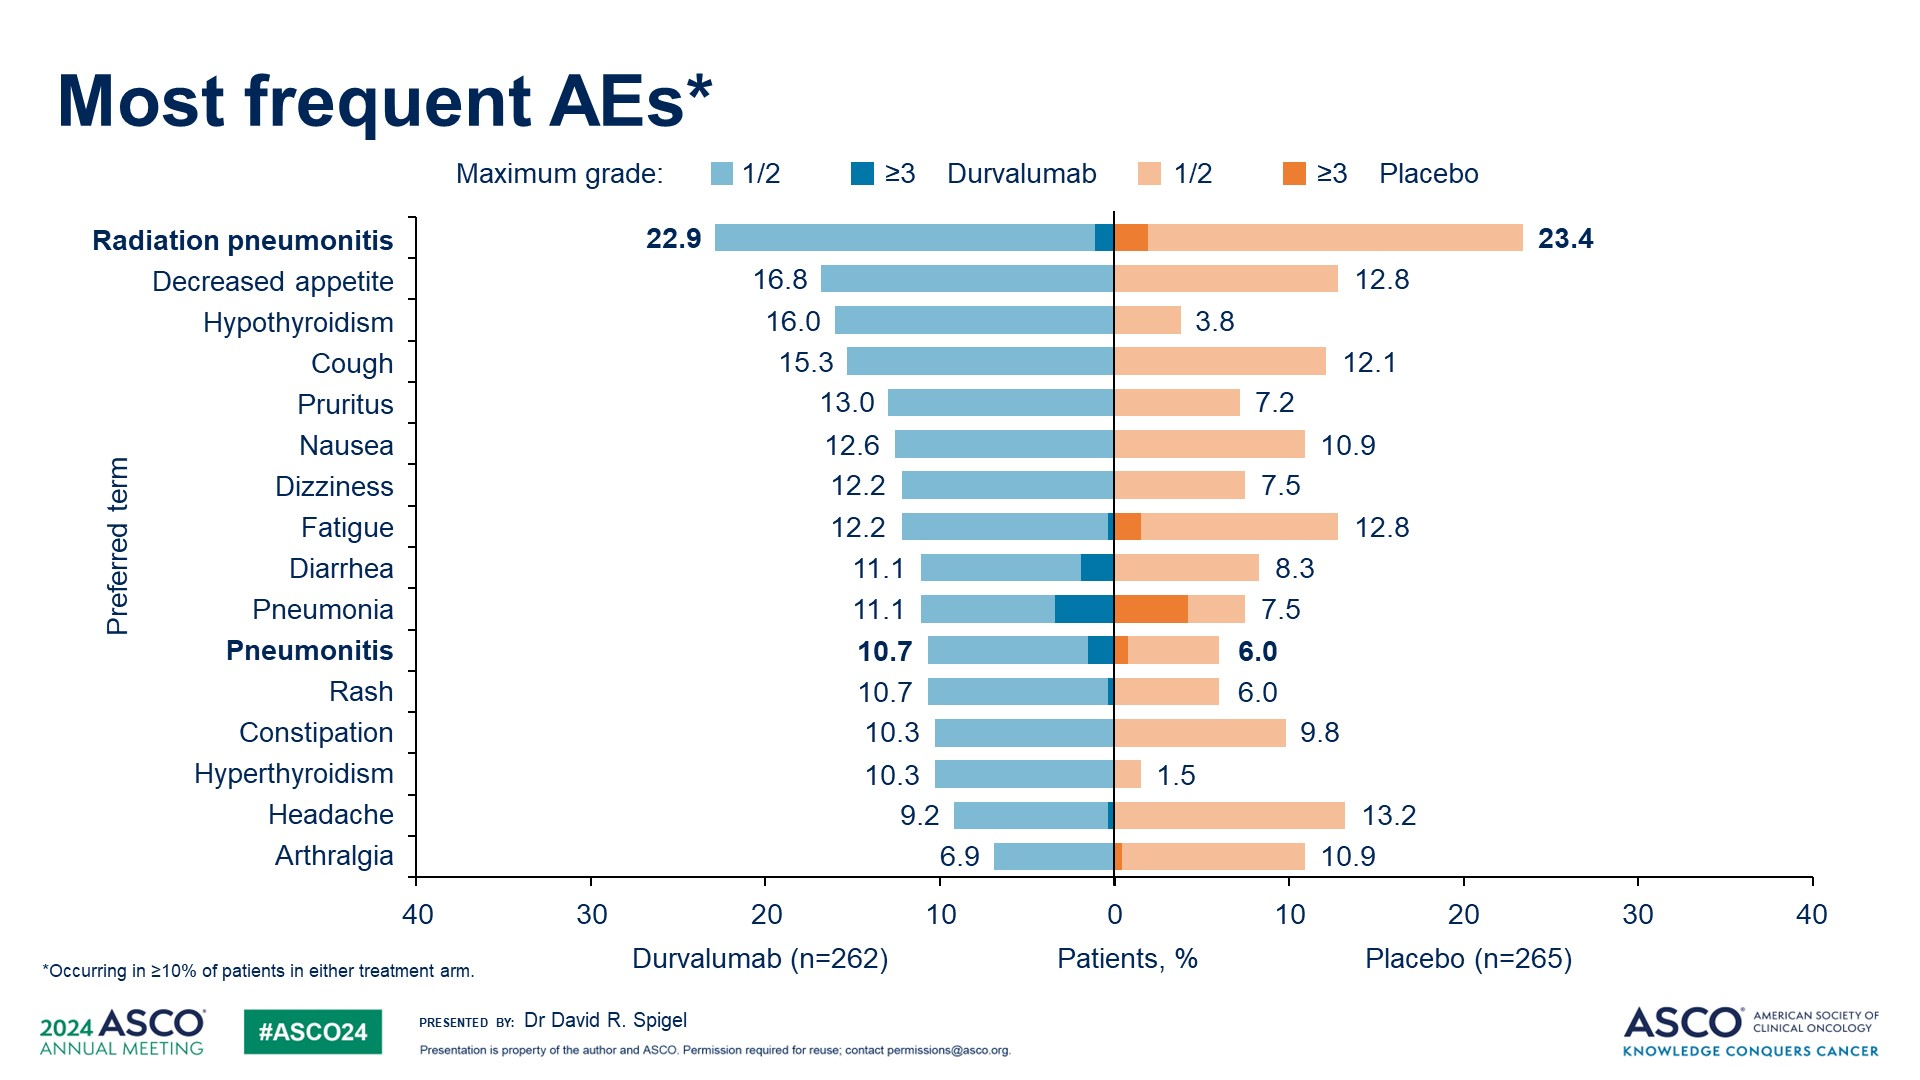 Most frequent AEs*
Maximum grade: 1/2 ≥3 Durvalumab 1/2 ≥3 Placebo
Preferred term
Radiation pneumonitis 22.9 23.4
Decreased appetite 16.8 12.8
Hypothyroidism 16.0 3.8
Cough 15.3 12.1
Pruritus 13.0 7.2
Nausea 12.6 10.9
Dizziness 12.2 7.5
Fatigue 12.2 12.8
Diarrhea 11.1 8.3
Pneumonia 11.1 7.5
Pneumonitis 10.7 6.0
Rash 10.7 6.0
Constipation 10.3 9.8
Hyperthyroidism 10.3 1.5
Headache 9.2 13.2
Arthralgia 6.9 10.9
40 30 20 10 0 10 20 30 40
Durvalumab (n=262) Patients, % Placebo (n=265)
*Occurring in ≥10% of patients in either treatment arm.
2024 ASCO
ANNUAL MEETING
#ASCO24
PRESENTED BY: Dr David R. Spigel
Presentation is property of the author and ASCO. Permission required for reuse; contact permissions@asco.org.
ASCO AMERICAN SOCIETY OF
CLINICAL ONCOLOGY
KNOWLEDGE CONQUERS CANCER